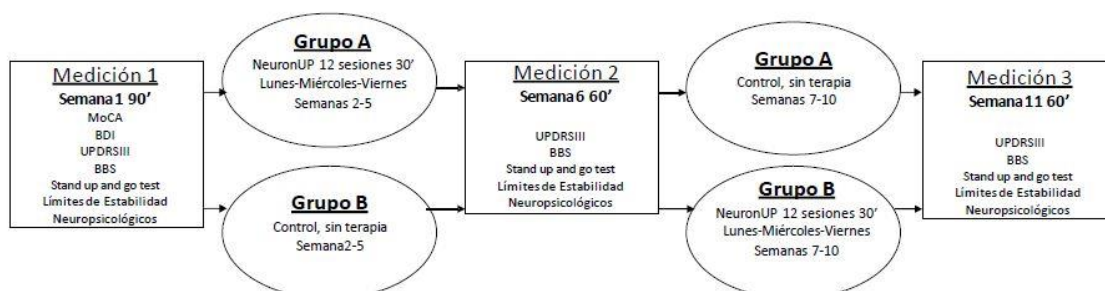 Medición 1
Semana 1 90'
MoCA
BDI
UPDRSIII
BBS
Stand up and go test
Límites de Estabilidad
Neuropsicológicos
Grupo A
NeuronUP 12 sesiones 30'
Lunes-Miércoles-Viernes
Semanas 2-5
Grupo B
Control, sin terapia
Semana2-5
Medición 2
Semana 6 60'
UPDRSIII
BBS
Stand up and go test
Límites de Estabilidad
Neuropsicológicos
Grupo A
Control, sin terapia
Semanas 7-10
Grupo B
NeuronUP 12 sesiones 30'
Lunes-Miércoles-Viernes
Semanas 7-10
Medición 3
Semana 11 60'
UPDRSIII
BBS
Stand up and go test
Límites de Estabilidad
Neuropsicológicos